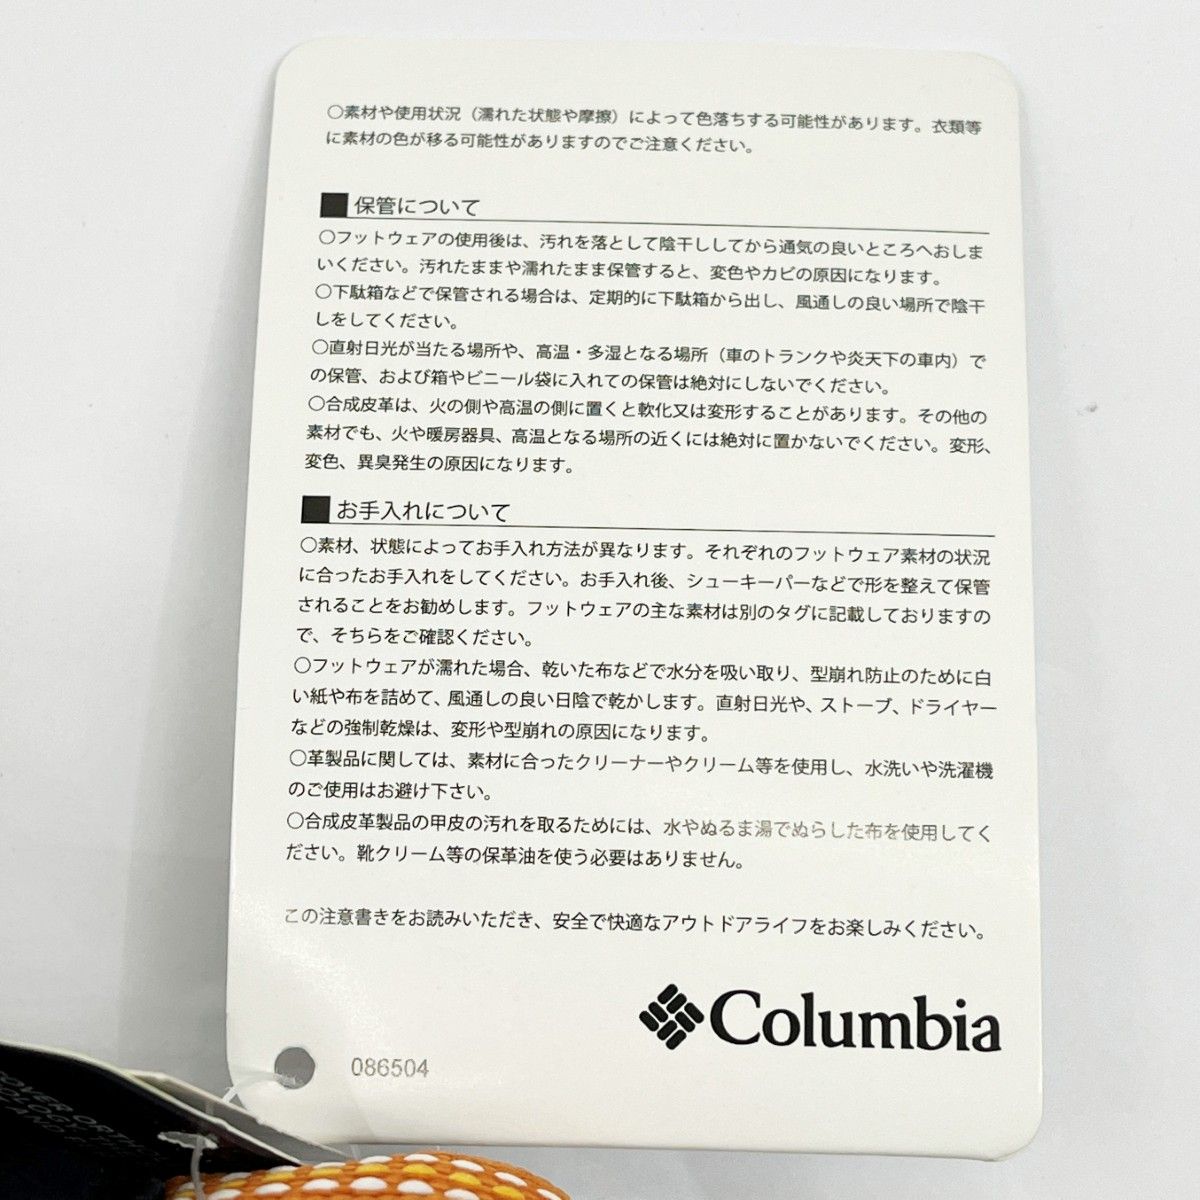 〇素材や使用状況（濡れた状態や摩擦）によって色落ちする可能性があります。衣類等
に素材の色が移る可能性がありますのでご注意ください。
■ 保管について
〇フットウェアの使用後は、汚れを落として陰干ししてから通気の良いところへおしま
いください。汚れたままや濡れたまま保管すると、変色やカビの原因になります。
〇下駄箱などで保管される場合は、定期的に下駄箱から出し、風通しの良い場所で陰干
しをしてください。
〇直射日光が当たる場所や、高温・多湿となる場所（車のトランクや炎天下の車内）で
の保管、および箱やビニール袋に入れての保管は絶対にしないでください。
〇合成皮革は、火の側や高温の側に置くと軟化又は変形することがあります。その他の
素材でも、火や暖房器具、高温となる場所の近くには絶対に置かないでください。変形、
変色、異臭発生の原因になります。
■ お手入れについて
〇素材、状態によってお手入れ方法が異なります。それぞれのフットウェア素材の状況
に合ったお手入れをしてください。お手入れ後、シューキーパーなどで形を整えて保管
されることをお勧めします。フットウェアの主な素材は別のタグに記載しておりますの
で、そちらをご確認ください。
〇フットウェアが濡れた場合、乾いた布などで水分を吸い取り、型崩れ防止のために白
い紙や布を詰めて、風通しの良い日陰で乾かします。直射日光や、ストーブ、ドライヤー
などの強制乾燥は、変形や型崩れの原因になります。
〇革製品に関しては、素材に合ったクリーナーやクリーム等を使用し、水洗いや洗濯機
のご使用はお避け下さい。
〇合成皮革製品の甲皮の汚れを取るためには、水やぬるま湯でぬらした布を使用してく
ださい。靴クリーム等の保革油を使う必要はありません。
この注意書きをお読みいただき、安全で快適なアウトドアライフをお楽しみください。
Columbia
086504